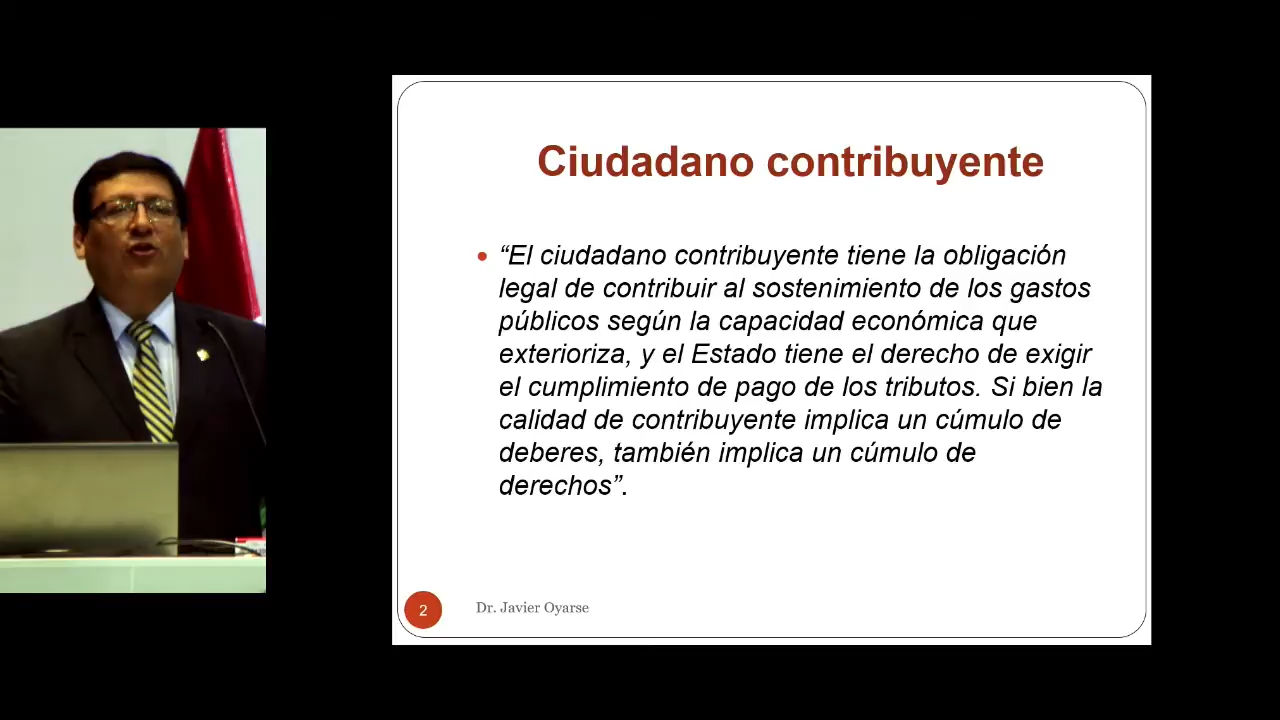 Ciudadano contribuyente
• “El ciudadano contribuyente tiene la obligación
legal de contribuir al sostenimiento de los gastos
públicos según la capacidad económica que
exterioriza, y el Estado tiene el derecho de exigir
el cumplimiento de pago de los tributos. Si bien la
calidad de contribuyente implica un cúmulo de
deberes, también implica un cúmulo de
derechos”.
2
Dr. Javier Oyarse